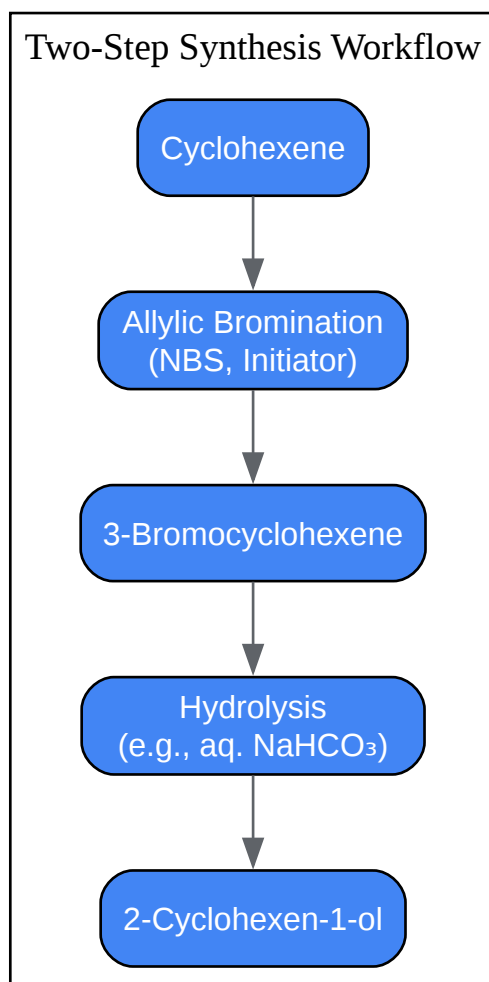 Two-Step Synthesis Workflow
Cyclohexene
Allylic Bromination
(NBS, Initiator)
3-Bromocyclohexene
Hydrolysis
(e.g., aq. NaHCO₃)
2-Cyclohexen-1-ol